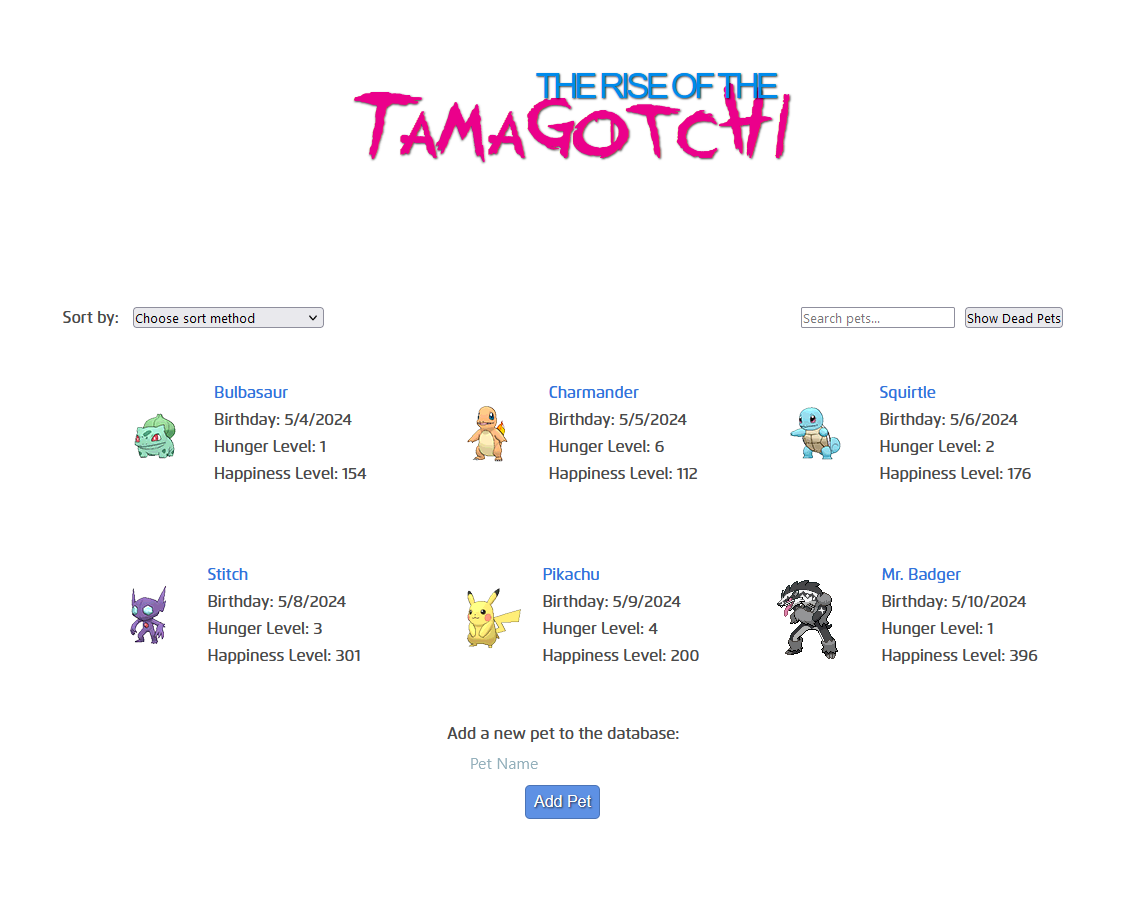 THE RISE OF THE
TAMAGOTCHI
Sort by: Choose sort method
Search pets... Show Dead Pets
Bulbasaur
Birthday: 5/4/2024
Hunger Level: 1
Happiness Level: 154
Charmander
Birthday: 5/5/2024
Hunger Level: 6
Happiness Level: 112
Squirtle
Birthday: 5/6/2024
Hunger Level: 2
Happiness Level: 176
Stitch
Birthday: 5/8/2024
Hunger Level: 3
Happiness Level: 301
Pikachu
Birthday: 5/9/2024
Hunger Level: 4
Happiness Level: 200
Mr. Badger
Birthday: 5/10/2024
Hunger Level: 1
Happiness Level: 396
Add a new pet to the database:
Pet Name
Add Pet